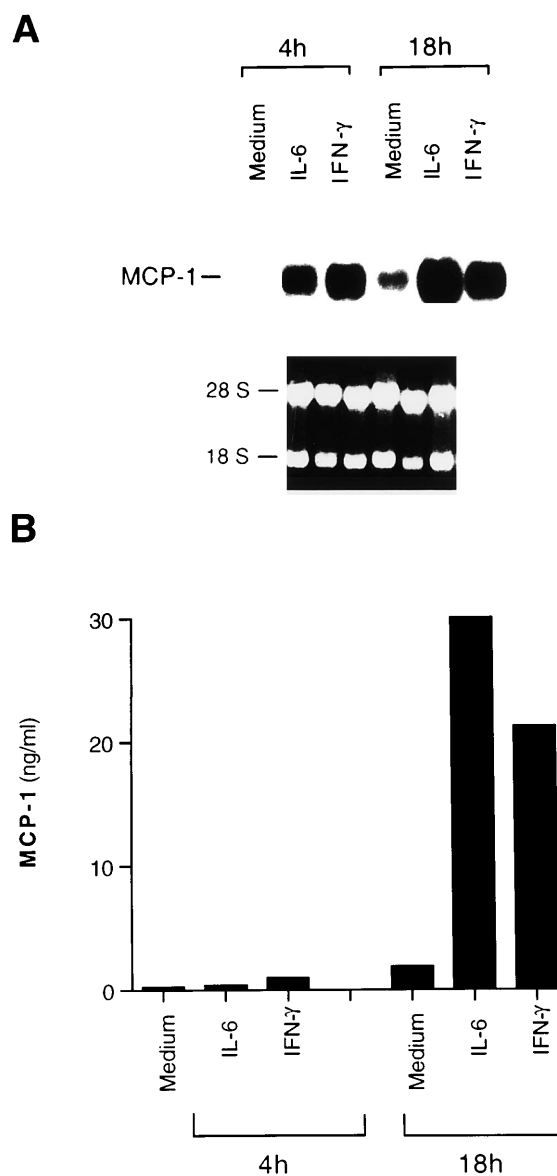 A
4h 18h
Medium IL-6 IFN-γ Medium IL-6 IFN-γ
MCP-1
28 S
18 S
B
MCP-1 (ng/ml)
30
20
10
0
Medium IL-6 IFN-γ Medium IL-6 IFN-γ
4h 18h